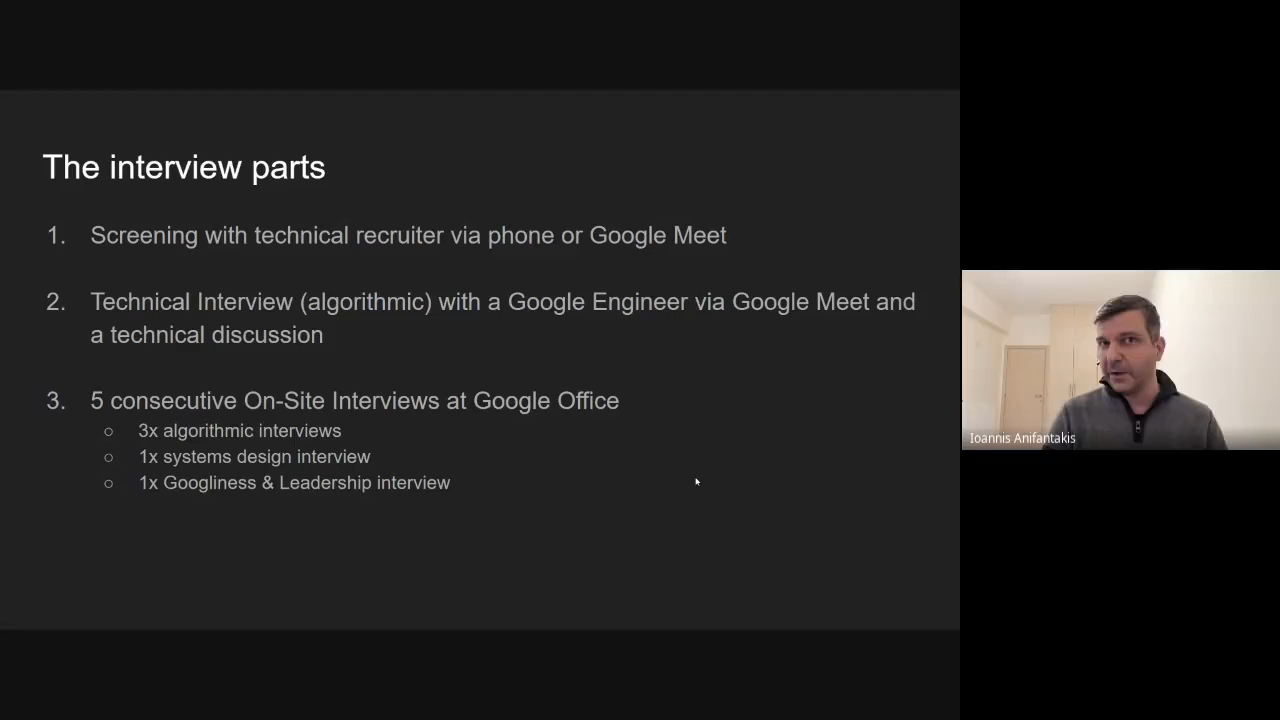 The interview parts
1. Screening with technical recruiter via phone or Google Meet
2. Technical Interview (algorithmic) with a Google Engineer via Google Meet and
a technical discussion
3. 5 consecutive On-Site Interviews at Google Office
○ 3x algorithmic interviews
○ 1x systems design interview
○ 1x Googliness & Leadership interview
Ioannis Anifantakis